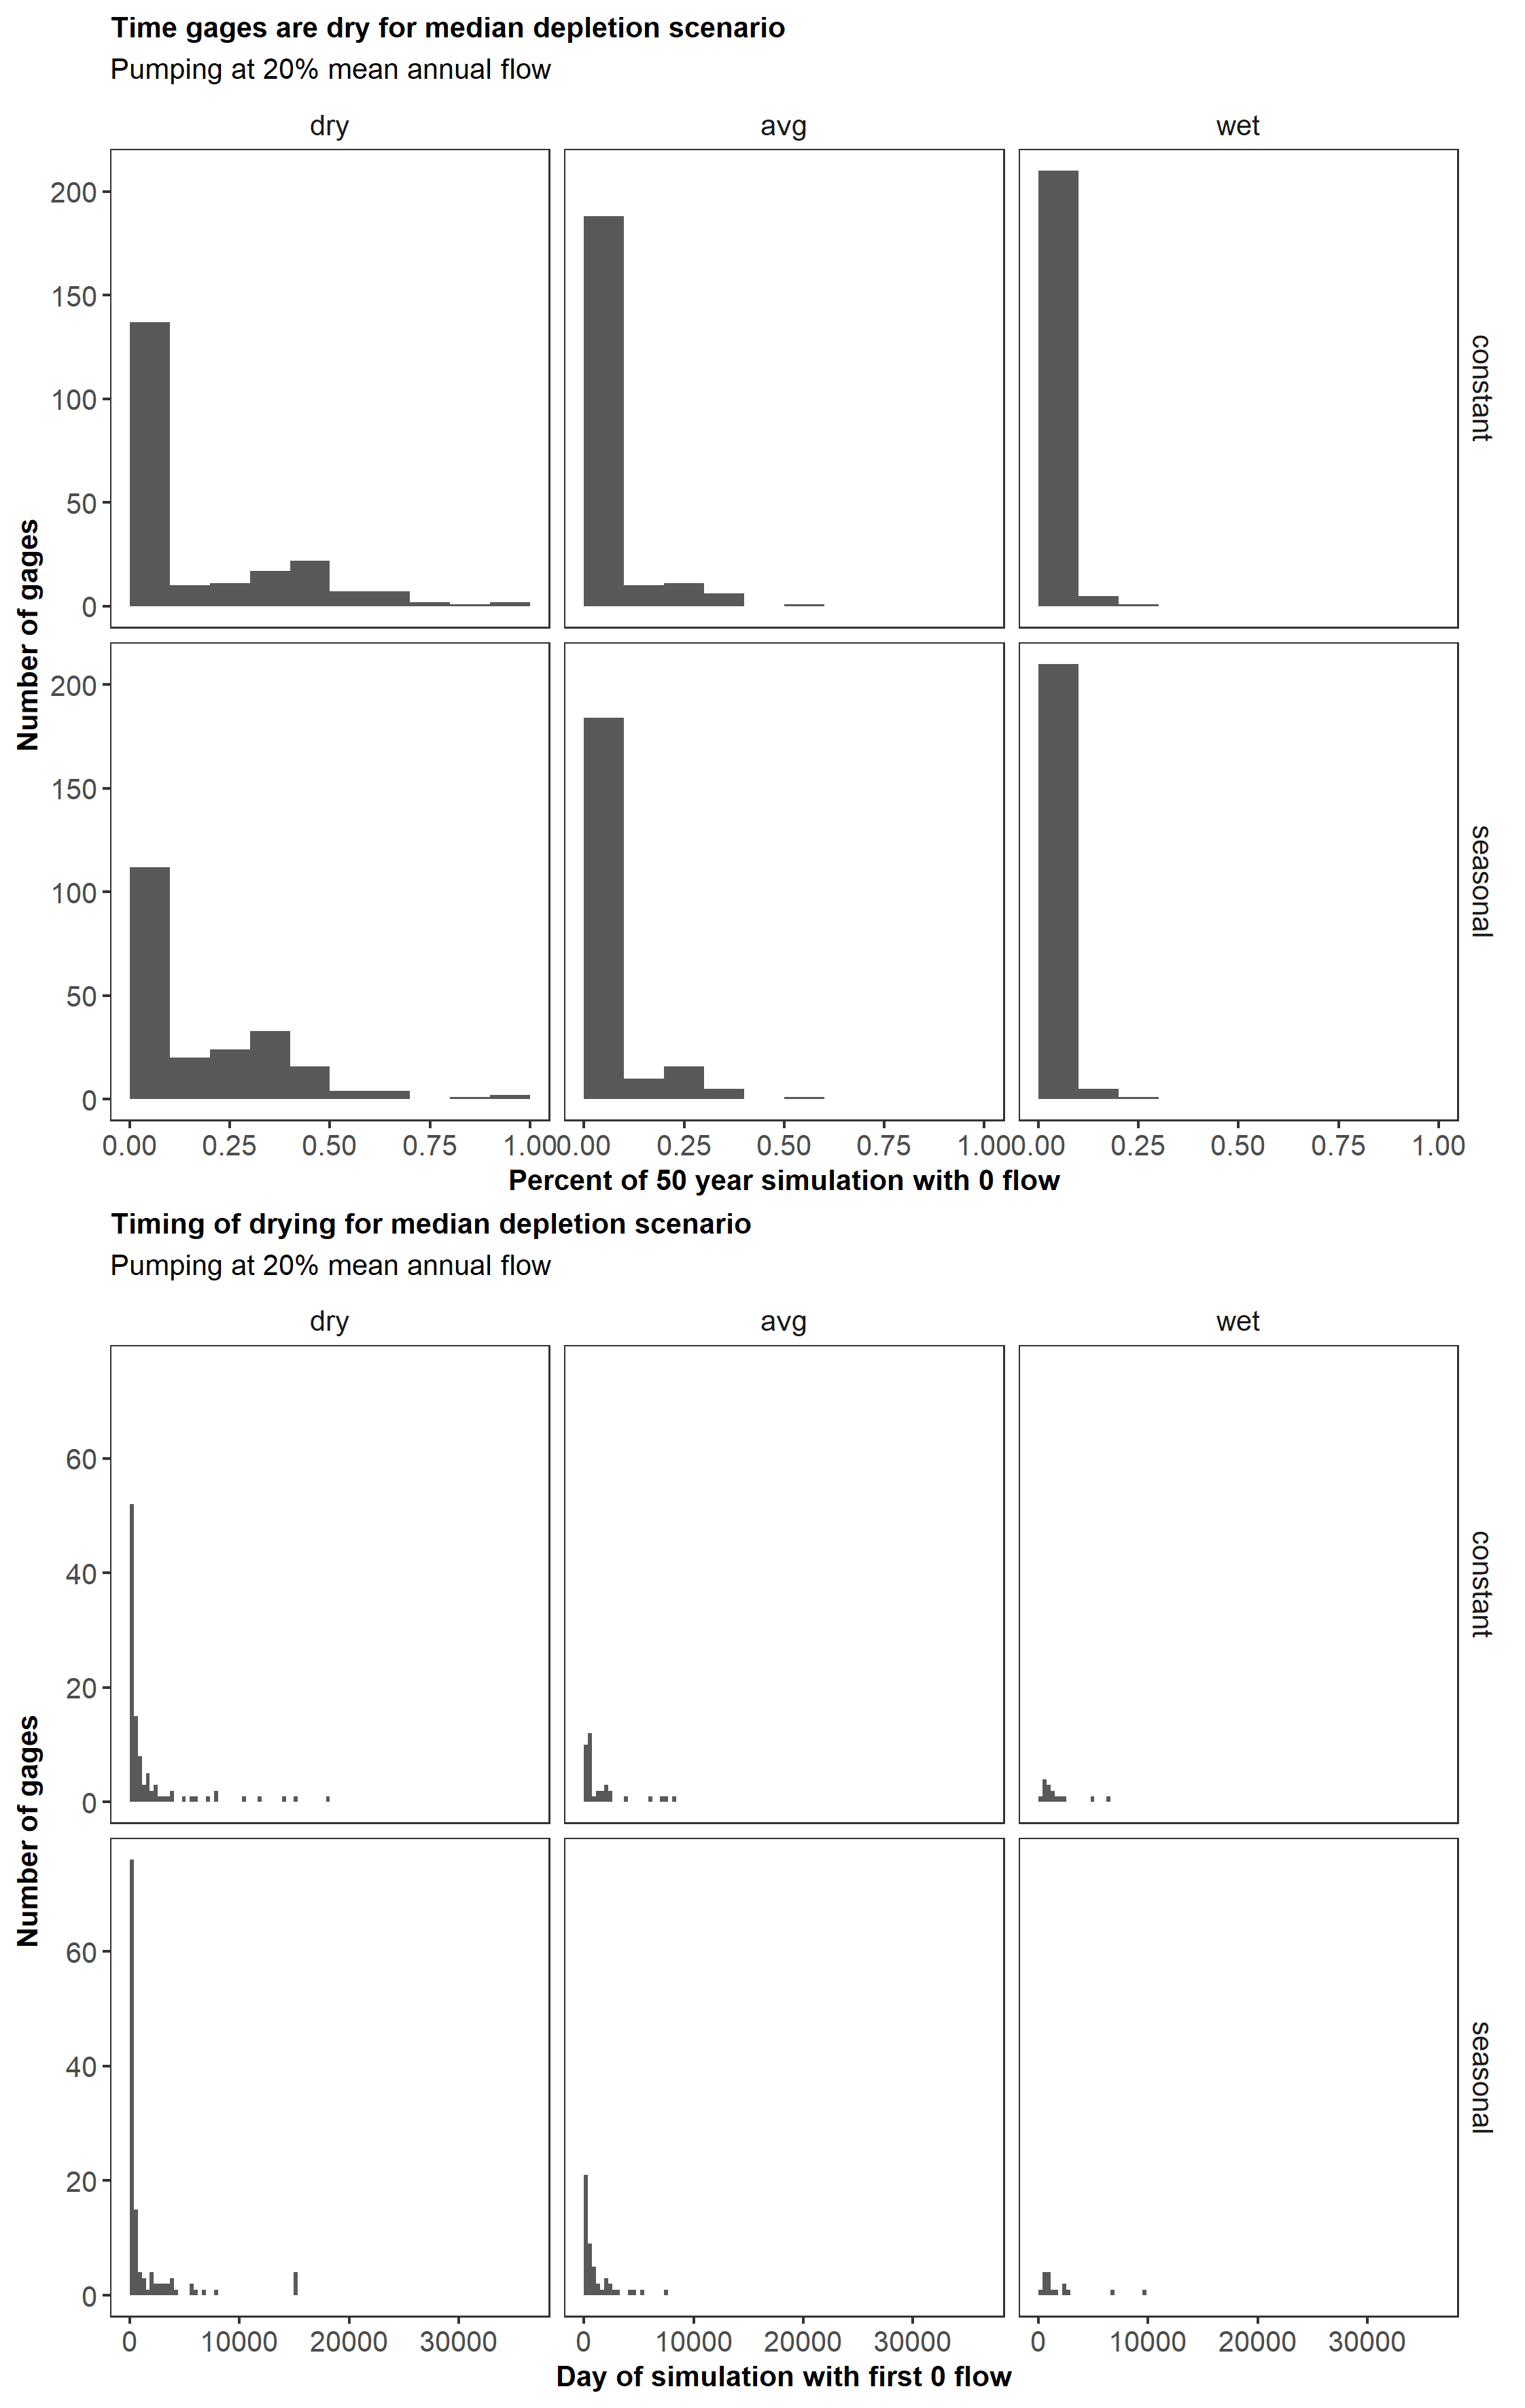 Time gages are dry for median depletion scenario
Pumping at 20% mean annual flow
dry avg wet
200
150
100
50
0
constant
Number of gages
200
150
100
50
0
seasonal
0.00 0.25 0.50 0.75 1.00 0.00 0.25 0.50 0.75 1.00 0.00 0.25 0.50 0.75 1.00
Percent of 50 year simulation with 0 flow
Timing of drying for median depletion scenario
Pumping at 20% mean annual flow
dry avg wet
60
40
20
0
constant
Number of gages
60
40
20
0
seasonal
0 10000 20000 30000 0 10000 20000 30000 0 10000 20000 30000
Day of simulation with first 0 flow